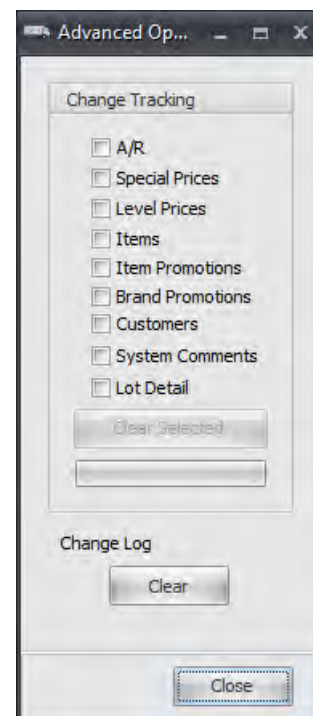 Advanced Op...
Change Tracking
A/R
Special Prices
Level Prices
Items
Item Promotions
Brand Promotions
Customers
System Comments
Lot Detail
Clear Selected
Change Log
Clear
Close